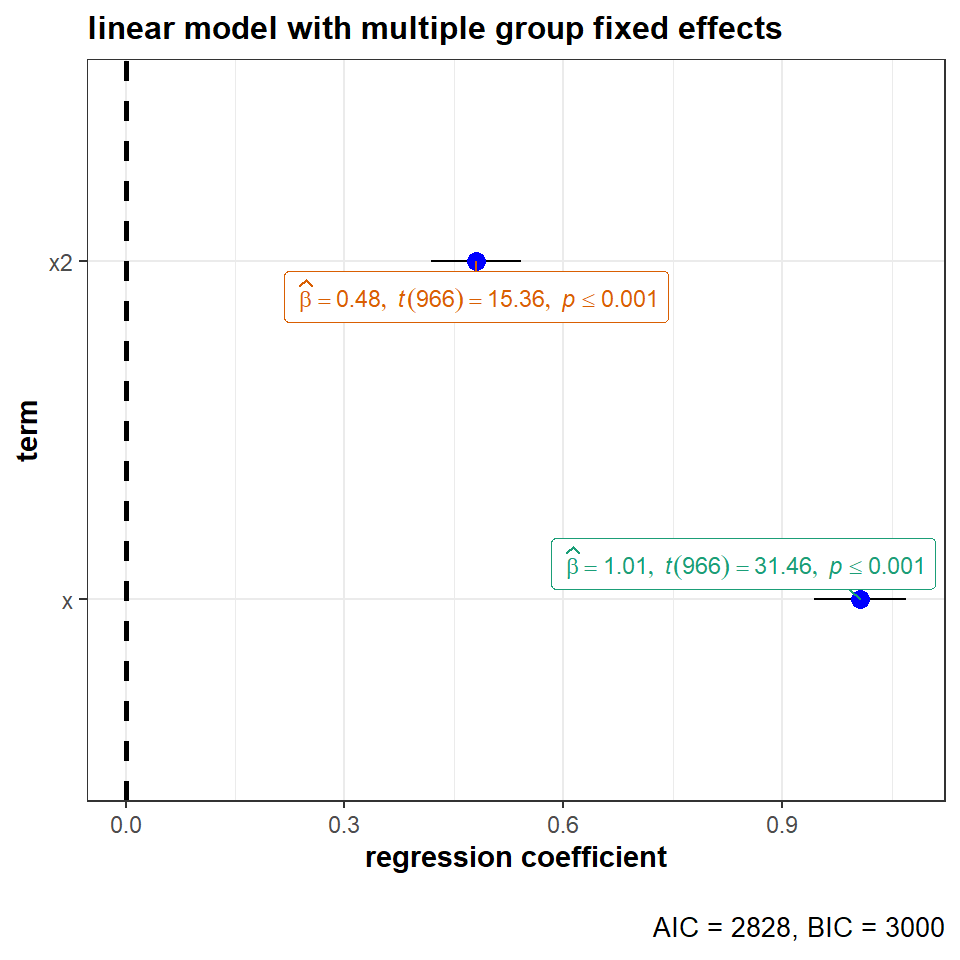 linear model with multiple group fixed effects
x2
β̂ = 0.48, t(966) = 15.36, p ≤ 0.001
term
β̂ = 1.01, t(966) = 31.46, p ≤ 0.001
x
0.0 0.3 0.6 0.9
regression coefficient
AIC = 2828, BIC = 3000